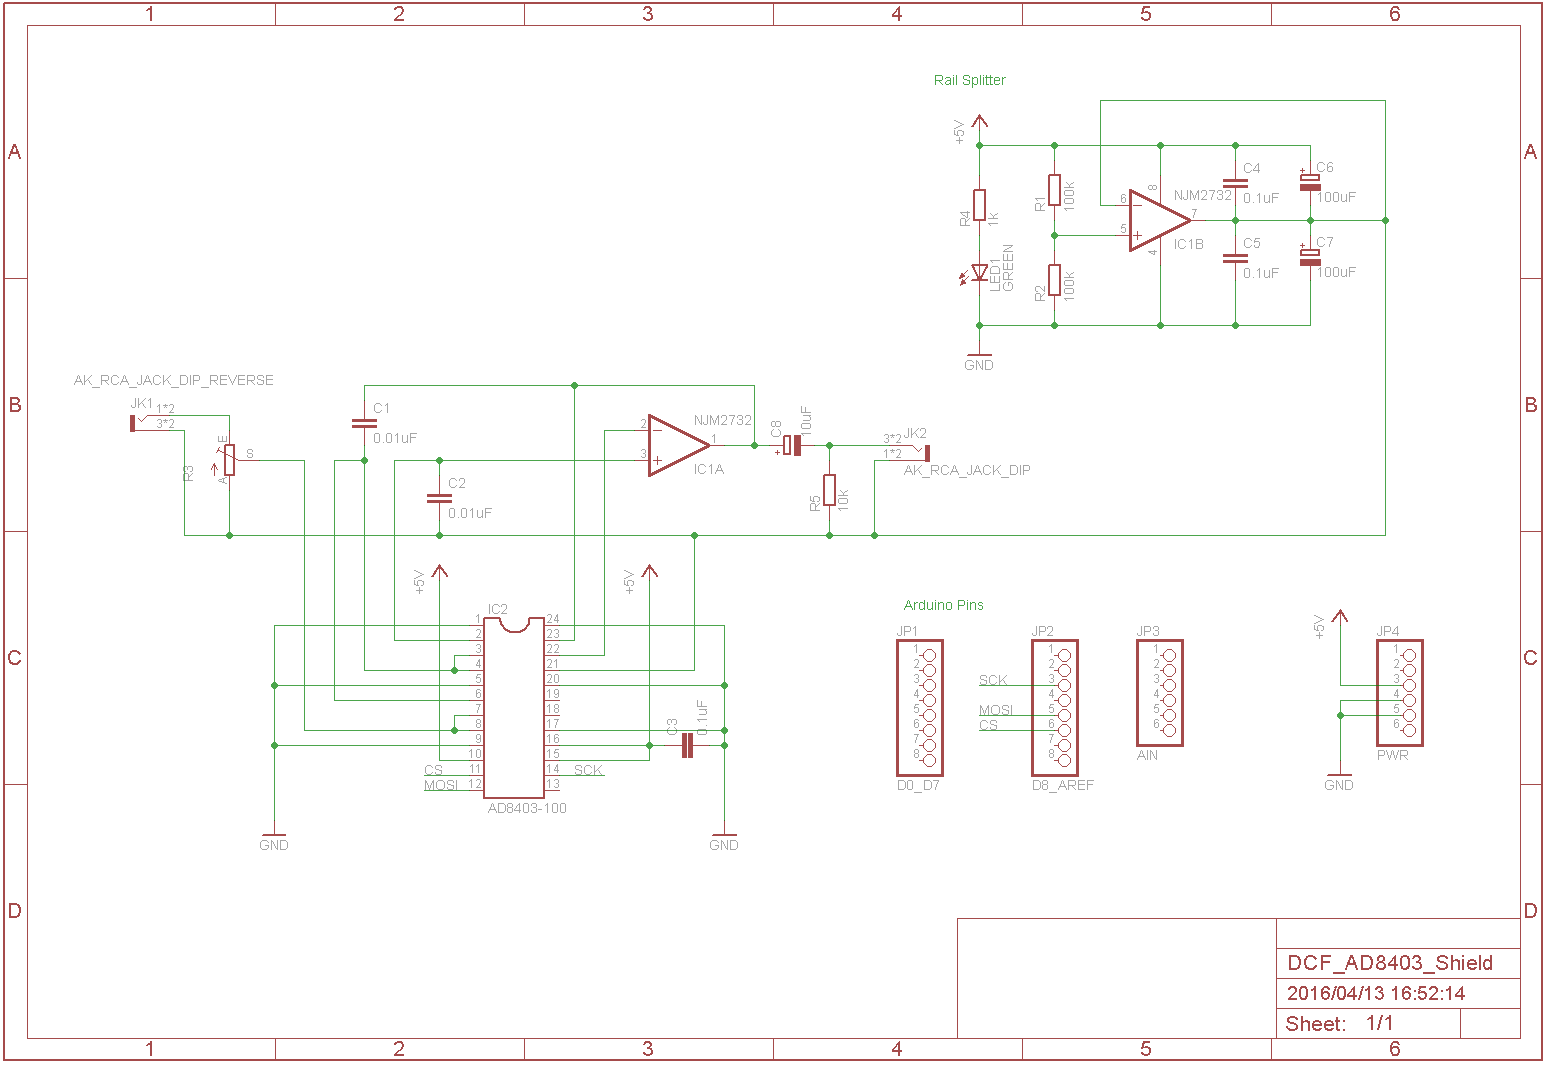 1 2 3 4 5 6
A
B
C
D
A
B
C
D
1 2 3 4 5 6
Rail Splitter
+5V
R4
1k
LED1
GREEN
GND
R1
100k
R2
100k
6
5
8
4
7
NJM2732
IC1B
C4
0.1uF
C5
0.1uF
+
C6
100uF
+
C7
100uF
AK_RCA_JACK_DIP_REVERSE
JK1
1*2
3*2
R3
E
A
S
C1
0.01uF
C2
0.01uF
2
3
1
NJM2732
IC1A
C8
10uF
+
R5
10k
3*2
1*2
JK2
AK_RCA_JACK_DIP
+5V
+5V
IC2
1 24
2 23
3 22
4 21
5 20
6 19
7 18
8 17
9 16
10 15
CS 11 14 SCK
MOSI 12 13
AD8403-100
C3
0.1uF
GND
GND
Arduino Pins
JP1
1
2
3
4
5
6
7
8
D0_D7
JP2
1
2
SCK 3
4
MOSI 5
CS 6
7
8
D8_AREF
JP3
1
2
3
4
5
6
AIN
+5V
JP4
1
2
3
4
5
6
PWR
GND
DCF_AD8403_Shield
2016/04/13 16:52:14
Sheet: 1/1